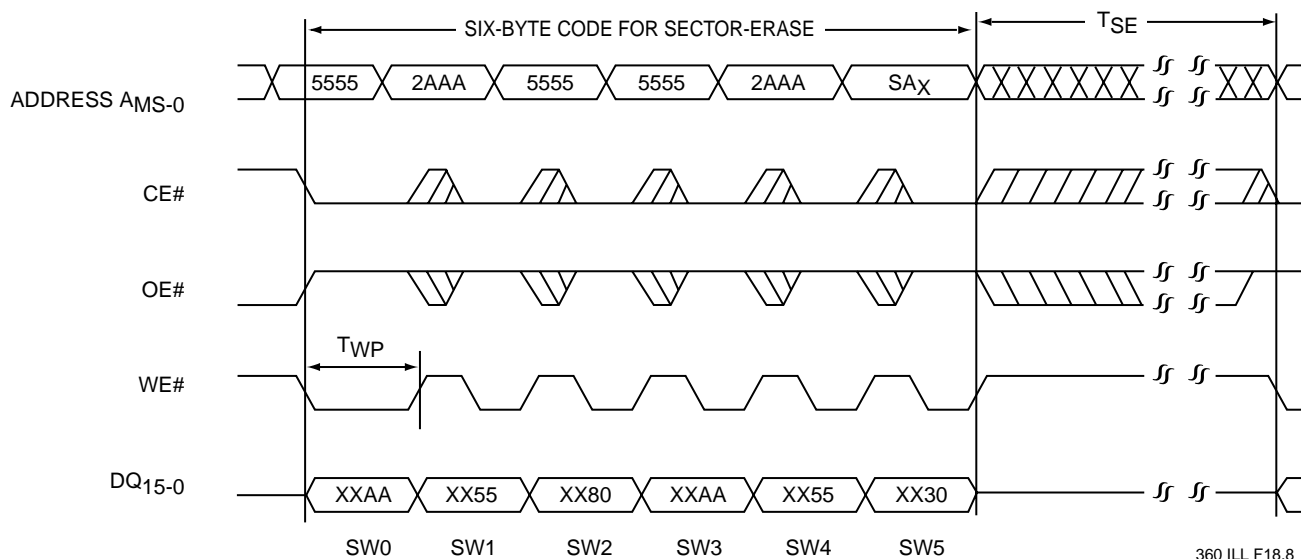 SIX-BYTE CODE FOR SECTOR-ERASE
TSE
ADDRESS AMS-0
5555 2AAA 5555 5555 2AAA SAX
CE#
OE#
TWP
WE#
DQ15-0
XXAA XX55 XX80 XXAA XX55 XX30
SW0 SW1 SW2 SW3 SW4 SW5
360 ILL F18.8